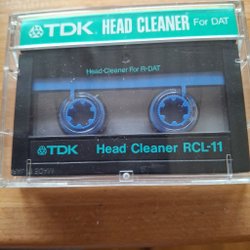 TDK HEAD CLEANER For DAT
Head-Cleaner For R-DAT
TDK Head Cleaner RCL-11